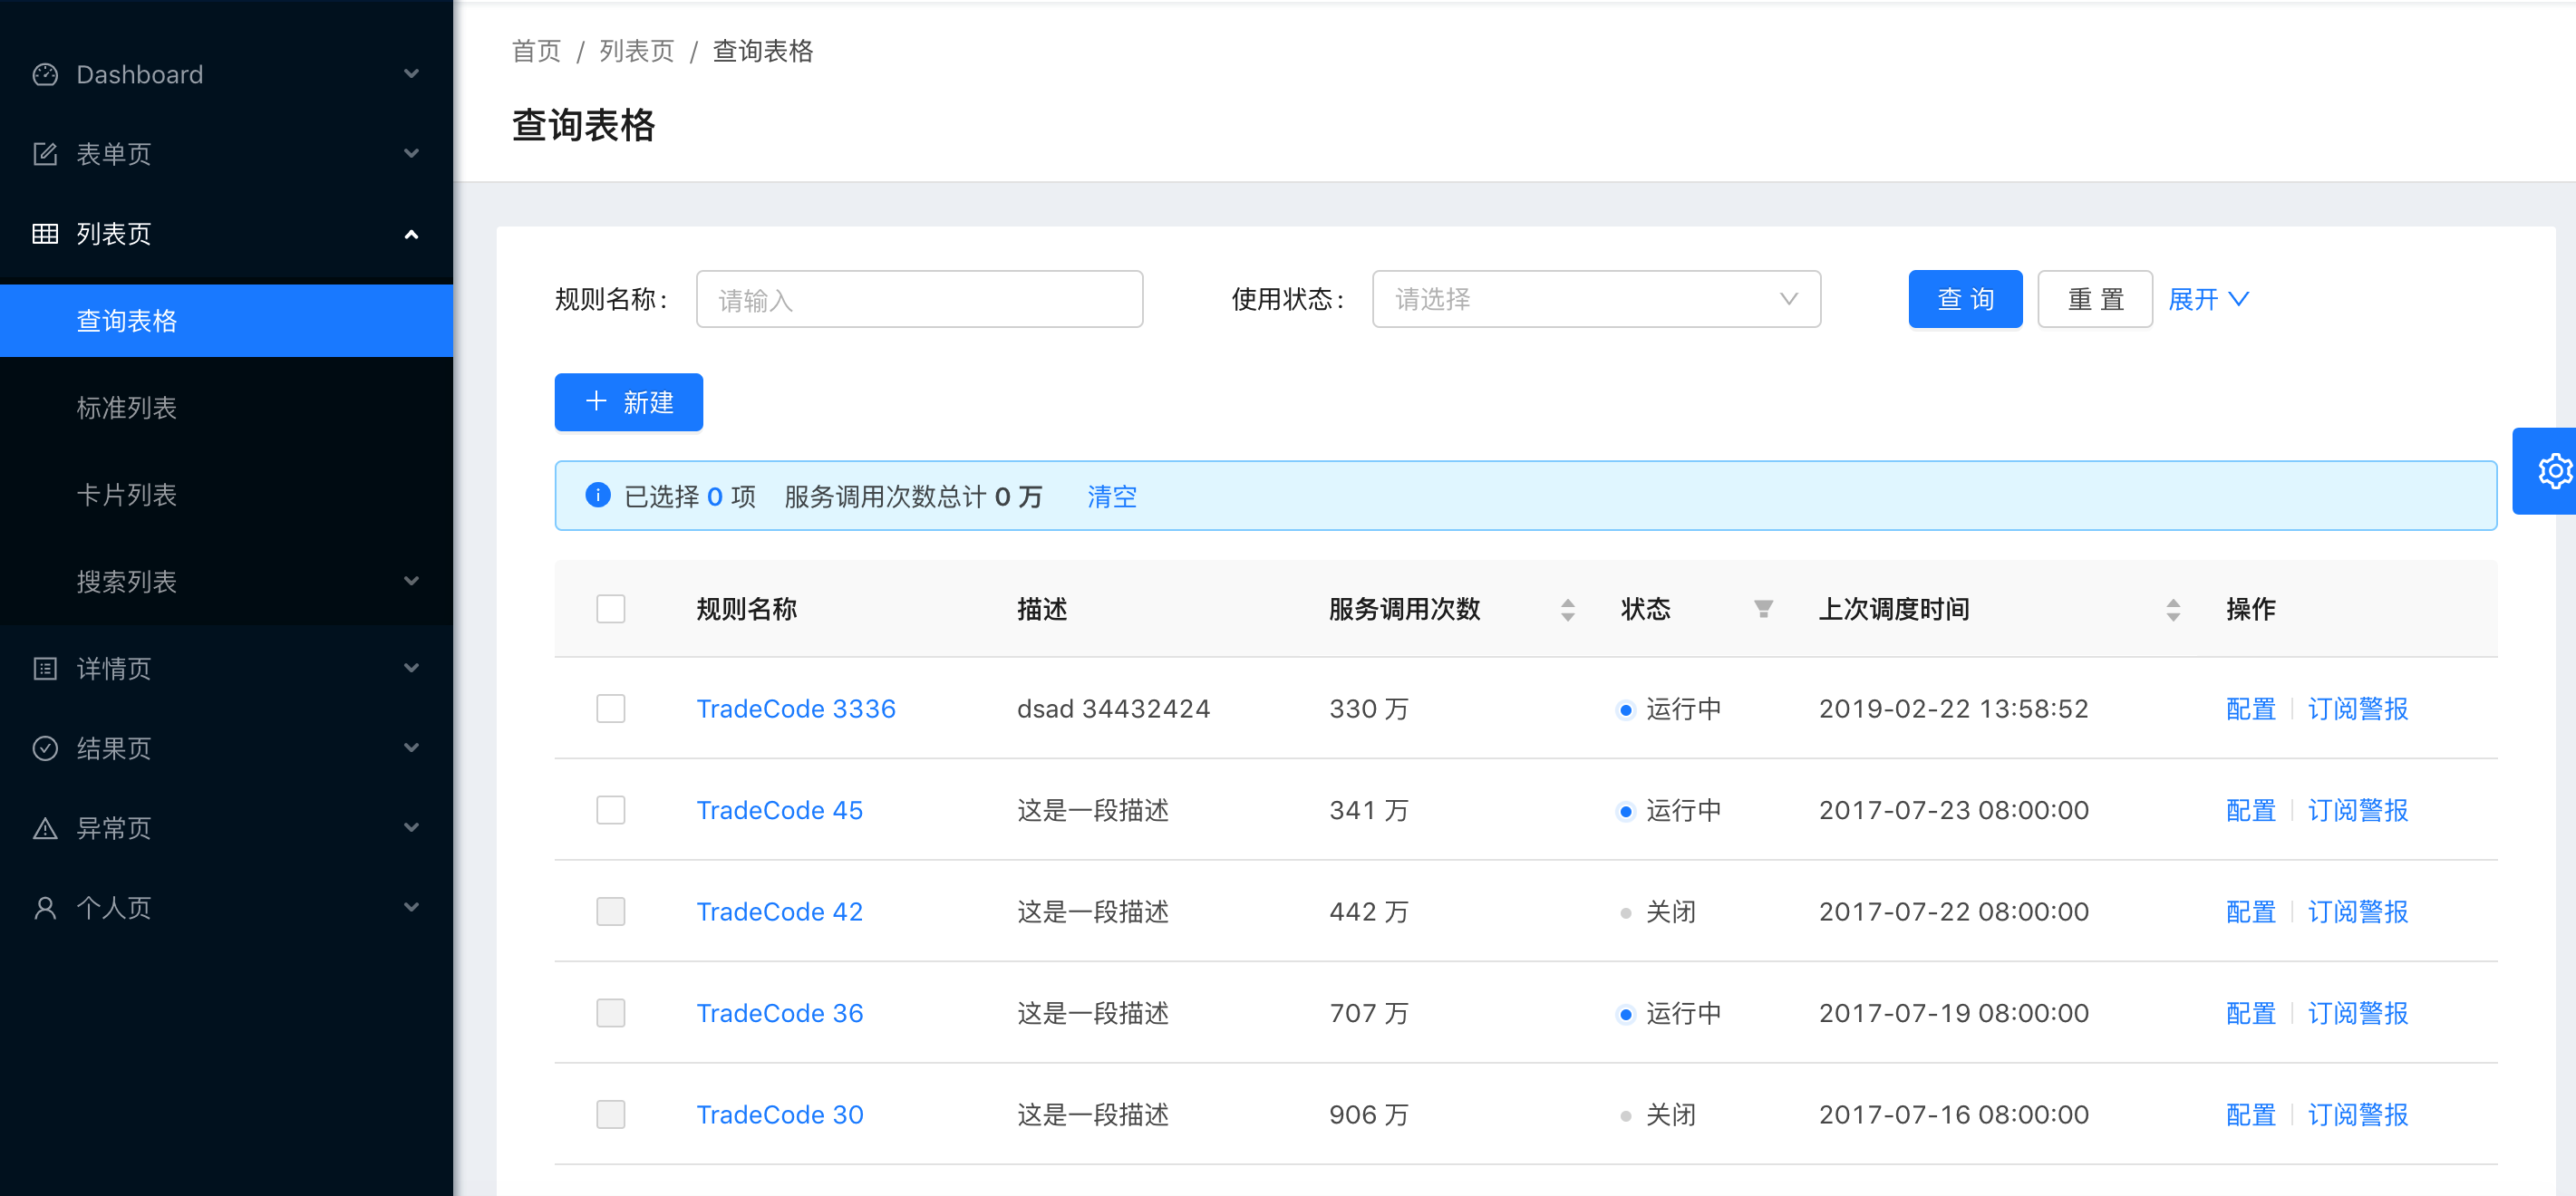 Dashboard
表单页
列表页
查询表格
标准列表
卡片列表
搜索列表
详情页
结果页
异常页
个人页
首页 / 列表页 / 查询表格
查询表格
规则名称: 请输入 使用状态: 请选择 查 询 重 置 展开
新建
已选择 0 项 服务调用次数总计 0 万 清空
规则名称 描述 服务调用次数 状态 上次调度时间 操作
TradeCode 3336 dsad 34432424 330 万 运行中 2019-02-22 13:58:52 配置 订阅警报
TradeCode 45 这是一段描述 341 万 运行中 2017-07-23 08:00:00 配置 订阅警报
TradeCode 42 这是一段描述 442 万 关闭 2017-07-22 08:00:00 配置 订阅警报
TradeCode 36 这是一段描述 707 万 运行中 2017-07-19 08:00:00 配置 订阅警报
TradeCode 30 这是一段描述 906 万 关闭 2017-07-16 08:00:00 配置 订阅警报